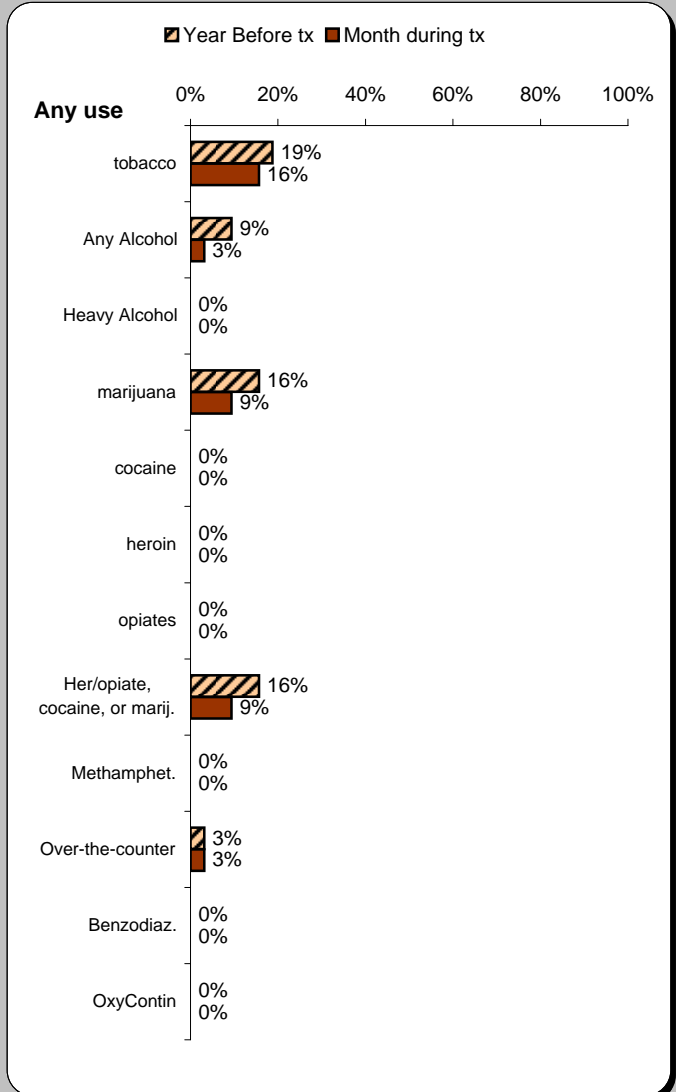 Year Before tx Month during tx
0% 20% 40% 60% 80% 100%
Any use
tobacco
19%
16%
Any Alcohol
9%
3%
Heavy Alcohol
0%
0%
marijuana
16%
9%
cocaine
0%
0%
heroin
0%
0%
opiates
0%
0%
Her/opiate,
cocaine, or marij.
16%
9%
Methamphet.
0%
0%
Over-the-counter
3%
3%
Benzodiaz.
0%
0%
OxyContin
0%
0%